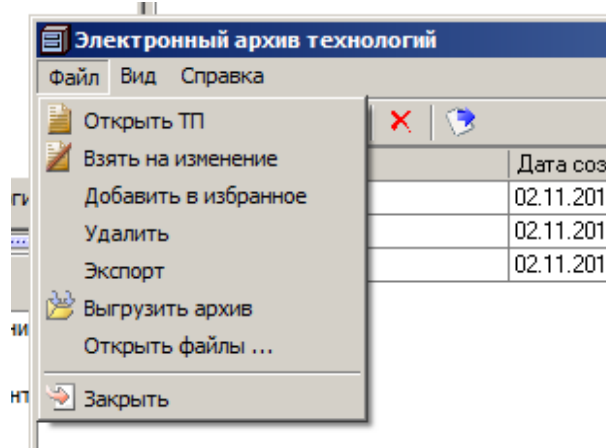 Электронный архив технологий
Файл Вид Справка
Открыть ТП
Взять на изменение
Добавить в избранное
Удалить
Экспорт
Выгрузить архив
Открыть файлы ...
Закрыть
Дата соз
02.11.201
02.11.201
02.11.201